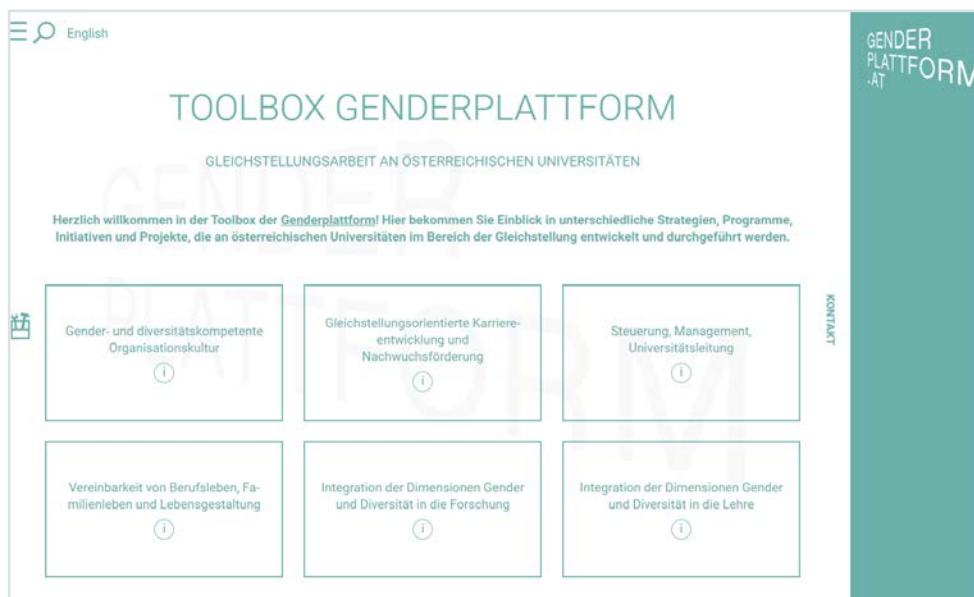 English
GENDER
PLATTFORM
.AT
TOOLBOX GENDERPLATTFORM
GLEICHSTELLUNGSARBEIT AN ÖSTERREICHISCHEN UNIVERSITÄTEN
Herzlich willkommen in der Toolbox der Genderplattform! Hier bekommen Sie Einblick in unterschiedliche Strategien, Programme,
Initiativen und Projekte, die an österreichischen Universitäten im Bereich der Gleichstellung entwickelt und durchgeführt werden.
GENDER
PLATTFORM
Gender- und diversitätskompetente
Organisationskultur
i
Gleichstellungsorientierte Karriere-
entwicklung und
Nachwuchsförderung
i
Steuerung, Management,
Universitätsleitung
i
KONTAKT
Vereinbarkeit von Berufsleben, Fa-
milienleben und Lebensgestaltung
i
Integration der Dimensionen Gender
und Diversität in die Forschung
i
Integration der Dimensionen Gender
und Diversität in die Lehre
i